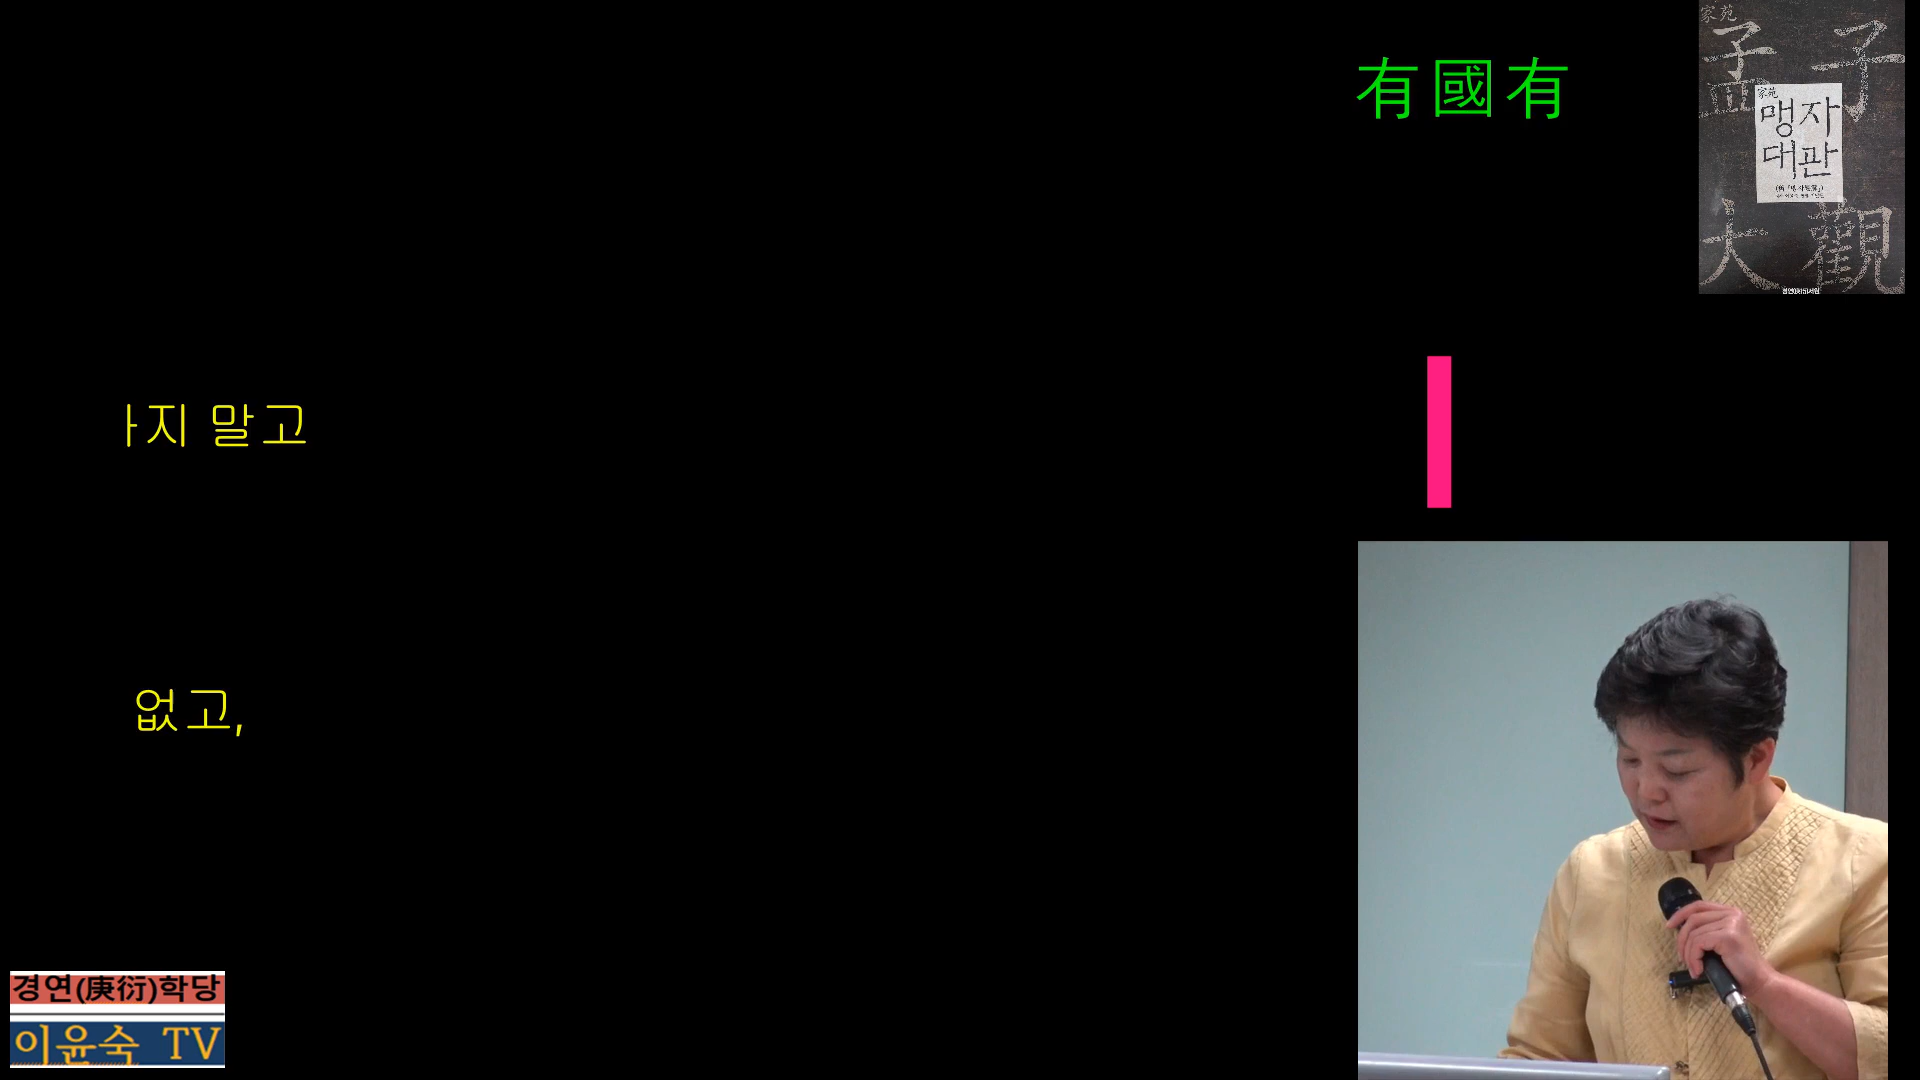 有國有
家苑
孟子
家苑
맹자
대관
大觀
ㅏ지 말고
없고,
경연(庚衍)학당
이윤숙 TV